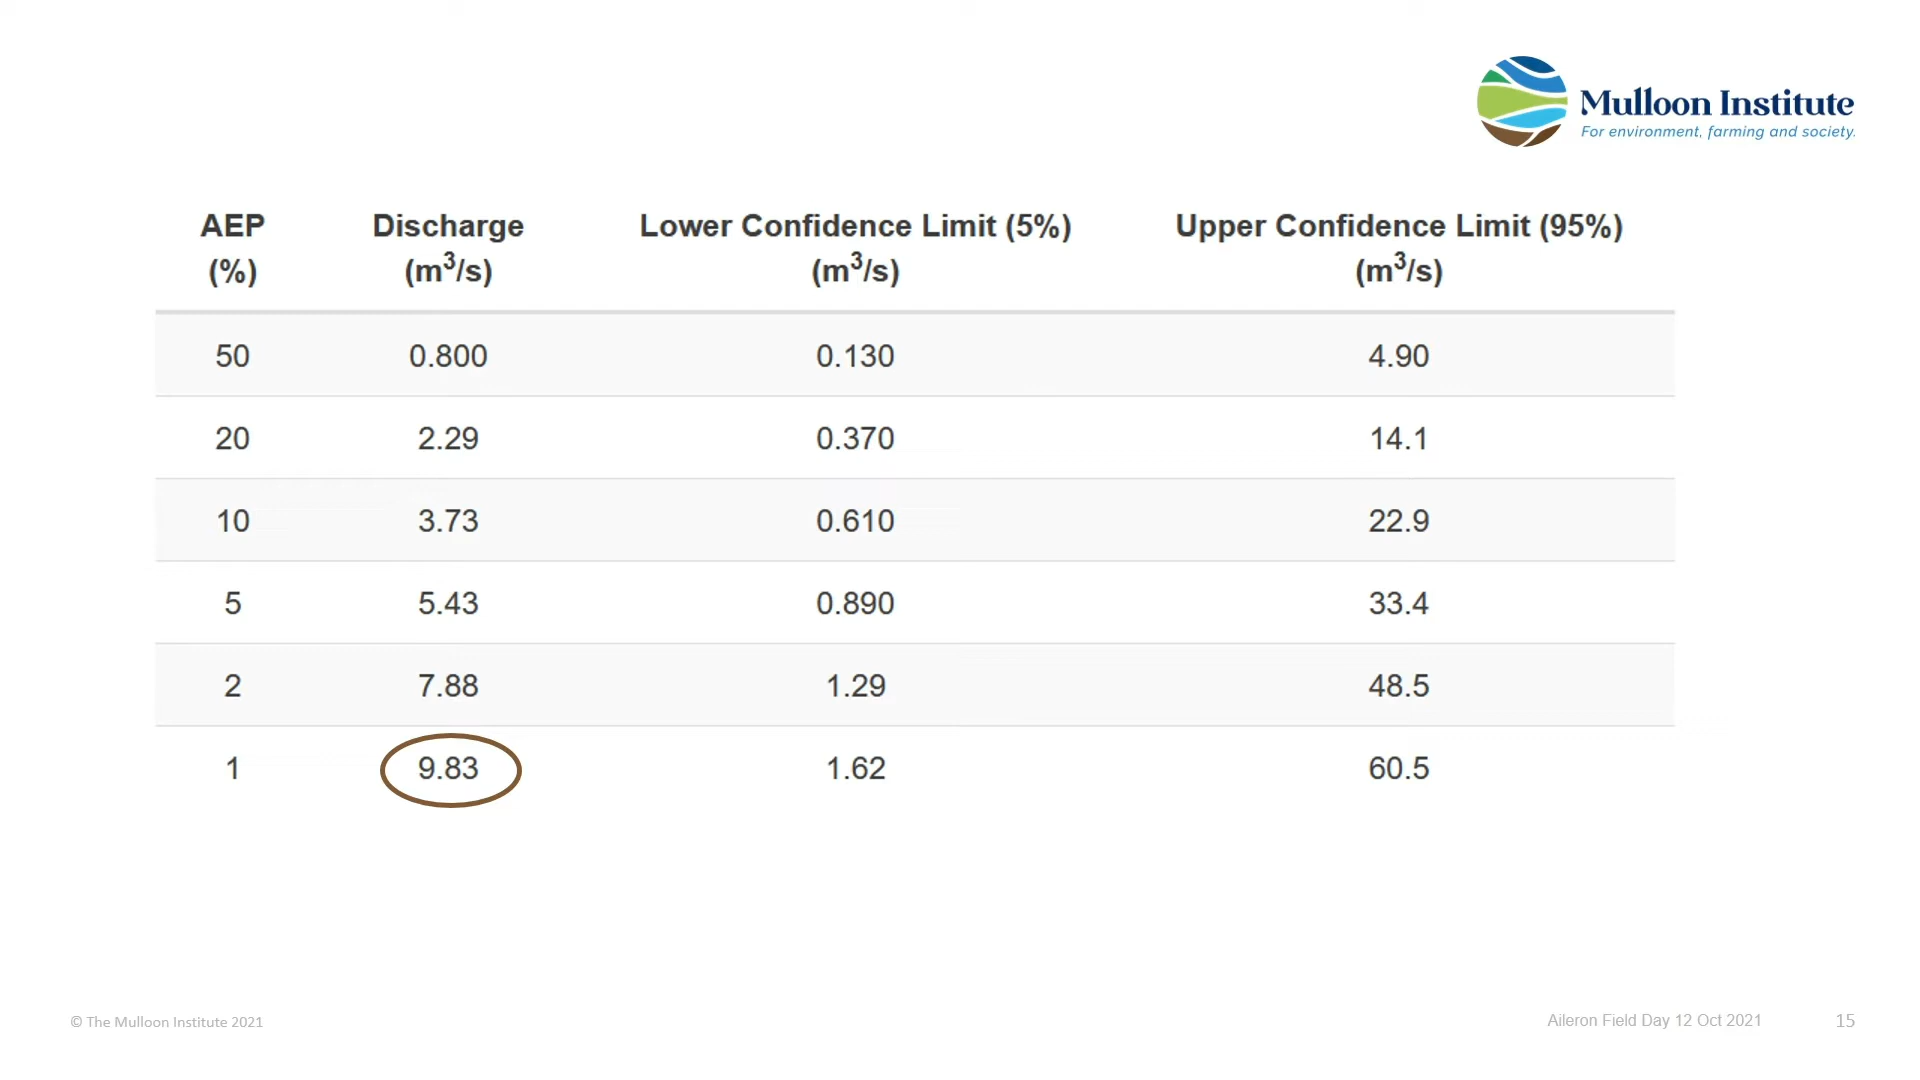 Mulloon Institute
For environment, farming and society.
AEP (%) Discharge (m³/s) Lower Confidence Limit (5%) (m³/s) Upper Confidence Limit (95%) (m³/s)
50 0.800 0.130 4.90
20 2.29 0.370 14.1
10 3.73 0.610 22.9
5 5.43 0.890 33.4
2 7.88 1.29 48.5
1 9.83 1.62 60.5
© The Mulloon Institute 2021 Aileron Field Day 12 Oct 2021 15